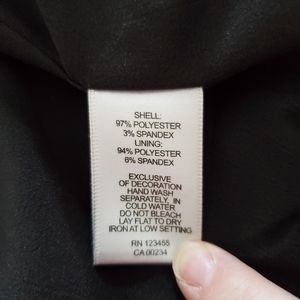 SHELL:
97% POLYESTER
3% SPANDEX
LINING:
94% POLYESTER
6% SPANDEX
EXCLUSIVE
OF DECORATION
HAND WASH
SEPARATELY, IN
COLD WATER
DO NOT BLEACH
LAY FLAT TO DRY
IRON AT LOW SETTING
RN 123455
CA 00234